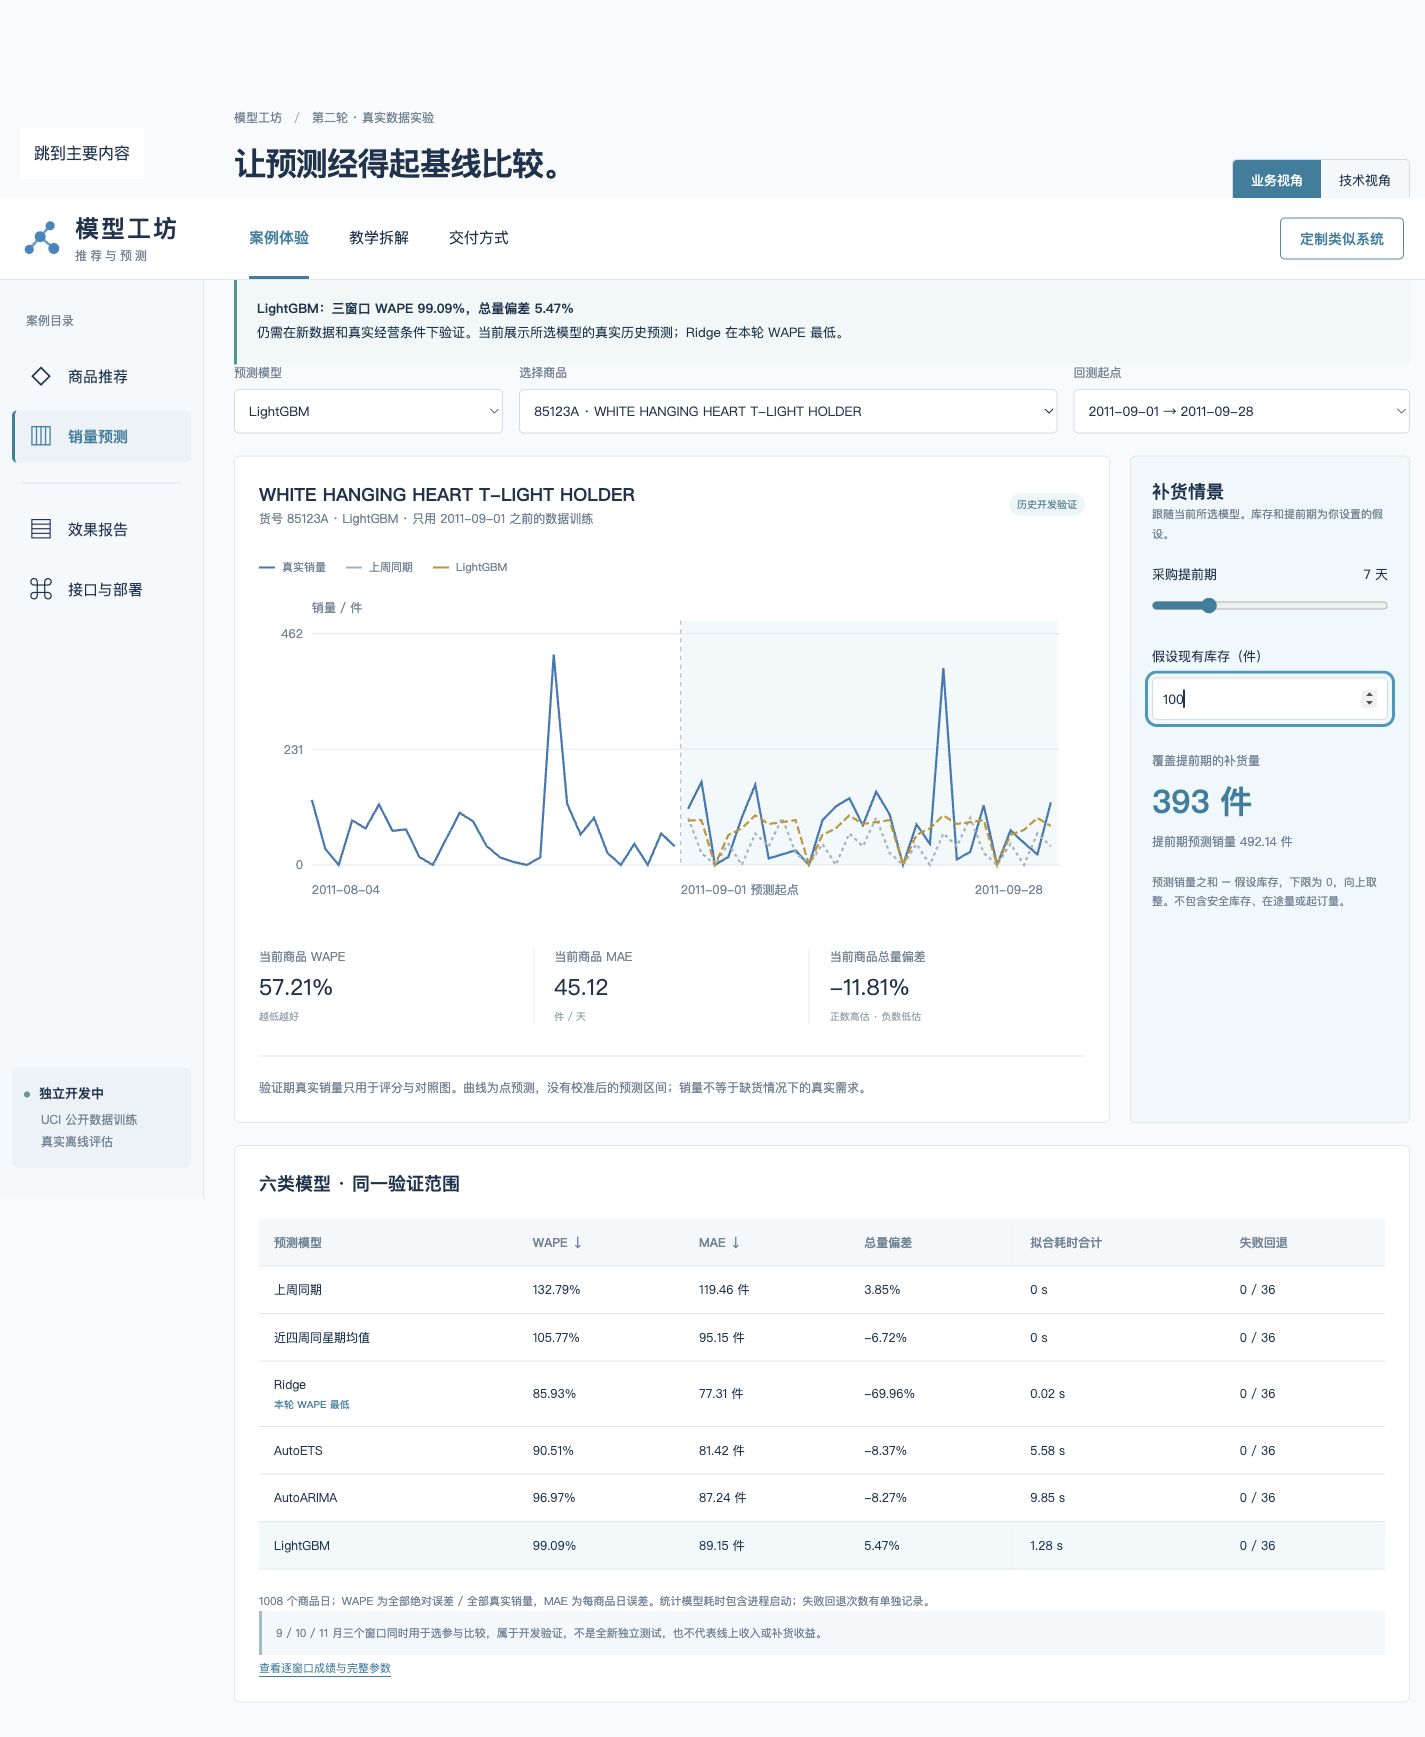 模型工坊 / 第二轮 · 真实数据实验
跳到主要内容
让预测经得起基线比较。
业务视角
技术视角
模型工坊
推荐与预测
案例体验
教学拆解
交付方式
定制类似系统
案例目录
商品推荐
销量预测
效果报告
接口与部署
独立开发中
UCI 公开数据训练
真实离线评估
LightGBM：三窗口 WAPE 99.09%，总量偏差 5.47%
仍需在新数据和真实经营条件下验证。当前展示所选模型的真实历史预测；Ridge 在本轮 WAPE 最低。
预测模型
LightGBM
选择商品
85123A · WHITE HANGING HEART T-LIGHT HOLDER
回测起点
2011-09-01 → 2011-09-28
WHITE HANGING HEART T-LIGHT HOLDER
货号 85123A · LightGBM · 只用 2011-09-01 之前的数据训练
历史开发验证
真实销量
上周同期
LightGBM
销量 / 件
462
231
0
2011-08-04
2011-09-01 预测起点
2011-09-28
当前商品 WAPE
57.21%
越低越好
当前商品 MAE
45.12
件 / 天
当前商品总量偏差
-11.81%
正数高估 · 负数低估
验证期真实销量只用于评分与对照图。曲线为点预测，没有校准后的预测区间；销量不等于缺货情况下的真实需求。
补货情景
跟随当前所选模型。库存和提前期为你设置的假
设。
采购提前期 7 天
假设现有库存（件）
100
覆盖提前期的补货量
393 件
提前期预测销量 492.14 件
预测销量之和 − 假设库存，下限为 0，向上取
整。不包含安全库存、在途量或起订量。
六类模型 · 同一验证范围
预测模型 WAPE ↓ MAE ↓ 总量偏差 拟合耗时合计 失败回退
上周同期 132.79% 119.46 件 3.85% 0 s 0 / 36
近四周同星期均值 105.77% 95.15 件 -6.72% 0 s 0 / 36
Ridge 85.93% 77.31 件 -69.96% 0.02 s 0 / 36
本轮 WAPE 最低
AutoETS 90.51% 81.42 件 -8.37% 5.58 s 0 / 36
AutoARIMA 96.97% 87.24 件 -8.27% 9.85 s 0 / 36
LightGBM 99.09% 89.15 件 5.47% 1.28 s 0 / 36
1008 个商品日；WAPE 为全部绝对误差 / 全部真实销量，MAE 为每商品日误差。统计模型耗时包含进程启动；失败回退次数有单独记录。
9 / 10 / 11 月三个窗口同时用于选参与比较，属于开发验证，不是全新独立测试，也不代表线上收入或补货收益。
查看逐窗口成绩与完整参数